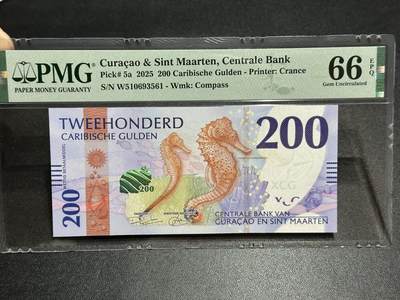 PMG
PAPER MONEY GUARANTY
Curaçao & Sint Maarten, Centrale Bank
Pick# 5a 2025 200 Caribische Gulden - Printer: Crance
S/N W510693561 - Wmk: Compass
66 EPQ
Gem Uncirculated
TWEEHONDERD
CARIBISCHE GULDEN
200
200
XCG
200
CENTRALE BANK VAN
CURAÇAO EN SINT MAARTEN